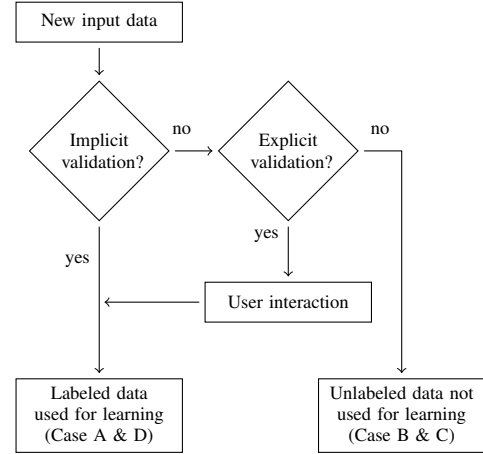 New input data
Implicit
validation?
no
Explicit
validation?
no
yes
yes
User interaction
Labeled data
used for learning
(Case A & D)
Unlabeled data not
used for learning
(Case B & C)